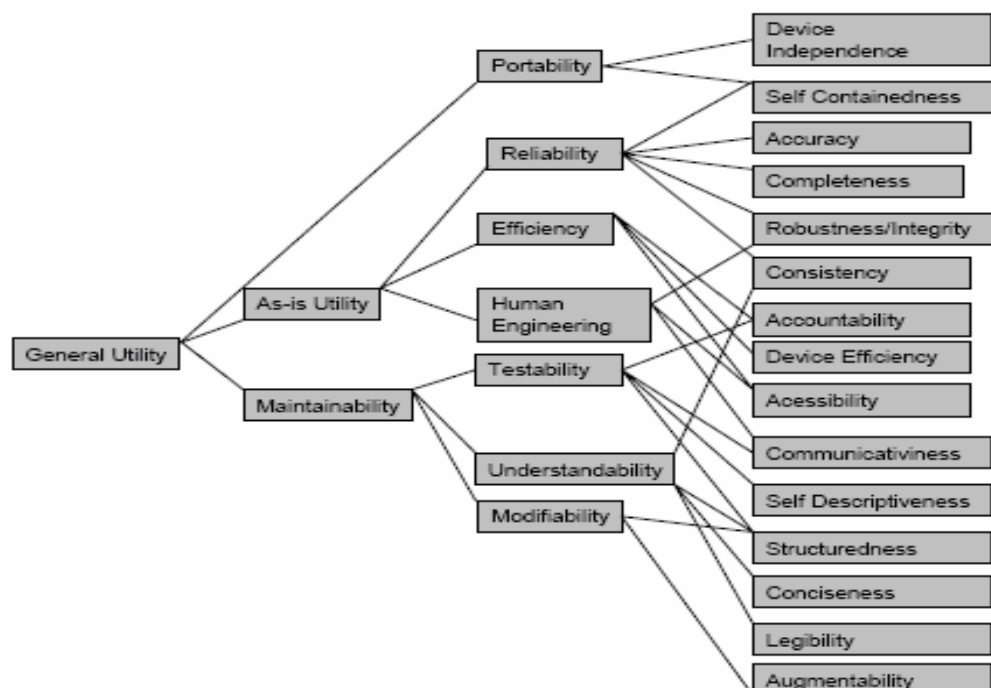 General Utility
As-is Utility
Maintainability
Portability
Reliability
Efficiency
Human
Engineering
Testability
Understandability
Modifiability
Device
Independence
Self Containedness
Accuracy
Completeness
Robustness/Integrity
Consistency
Accountability
Device Efficiency
Acessibility
Communicativiness
Self Descriptiveness
Structuredness
Conciseness
Legibility
Augmentability